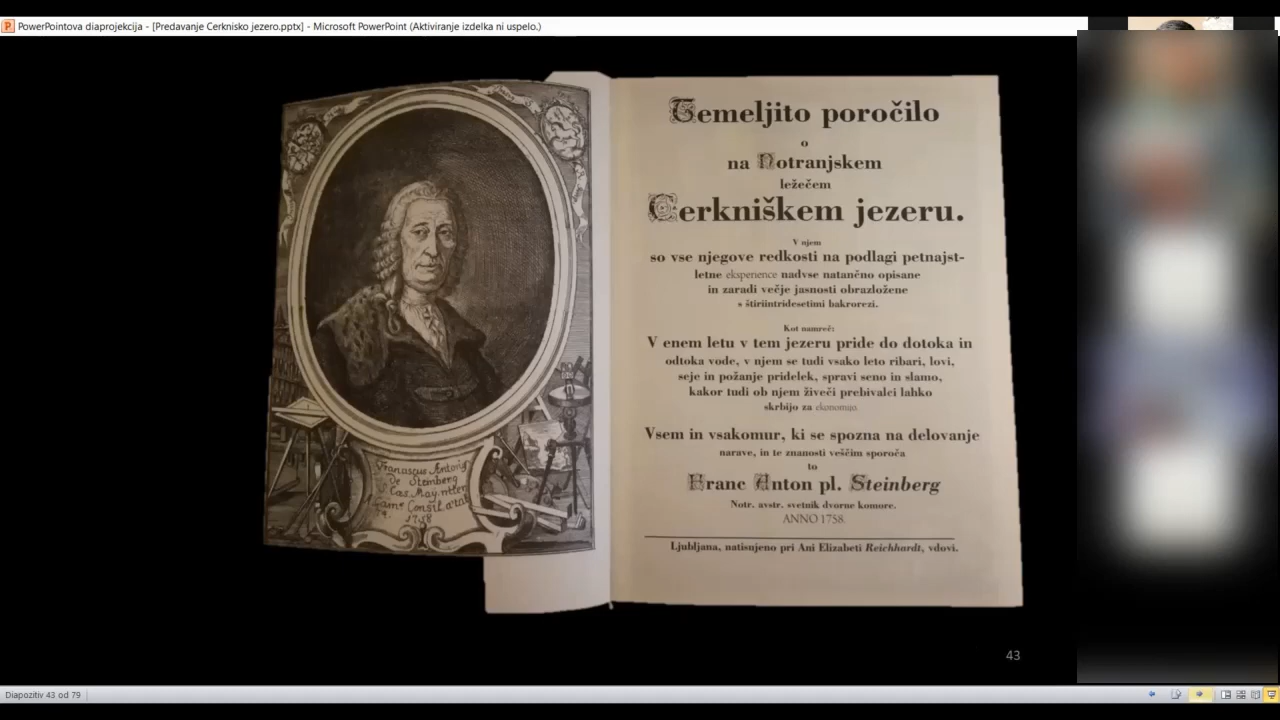 PowerPointova diaprojekcija - [Predavanje Cerknisko jezero.pptx] - Microsoft PowerPoint (Aktiviranje izdelka ni uspelo.)
Temeljito poročilo
o
na Notranjskem
ležečem
Cerkniškem jezeru.
V njem
so vse njegove redkosti na podlagi petnajst-
letne eksperience nadvse natančno opisane
in zaradi večje jasnosti obrazložene
s štiriintridesetimi bakrorezi.
Kot namreč:
V enem letu v tem jezeru pride do dotoka in
odtoka vode, v njem se tudi vsako leto ribari, lovi,
seje in požanje pridelek, spravi seno in slamo,
kakor tudi ob njem živeči prebivalci lahko
skrbijo za ekonomijo
Vsem in vsakomur, ki se spozna na delovanje
narave, in te znanosti veščim sporoča
to
Franc Anton pl. Steinberg
Notr. avstr. svetnik dvorne komore.
ANNO 1758.
Ljubljana, natisnjeno pri Ani Elizabeti Reichhardt, vdovi.
Franciscus Antonig
De Steinberg
Cons
1758
43
Diapozitiv 43 od 79